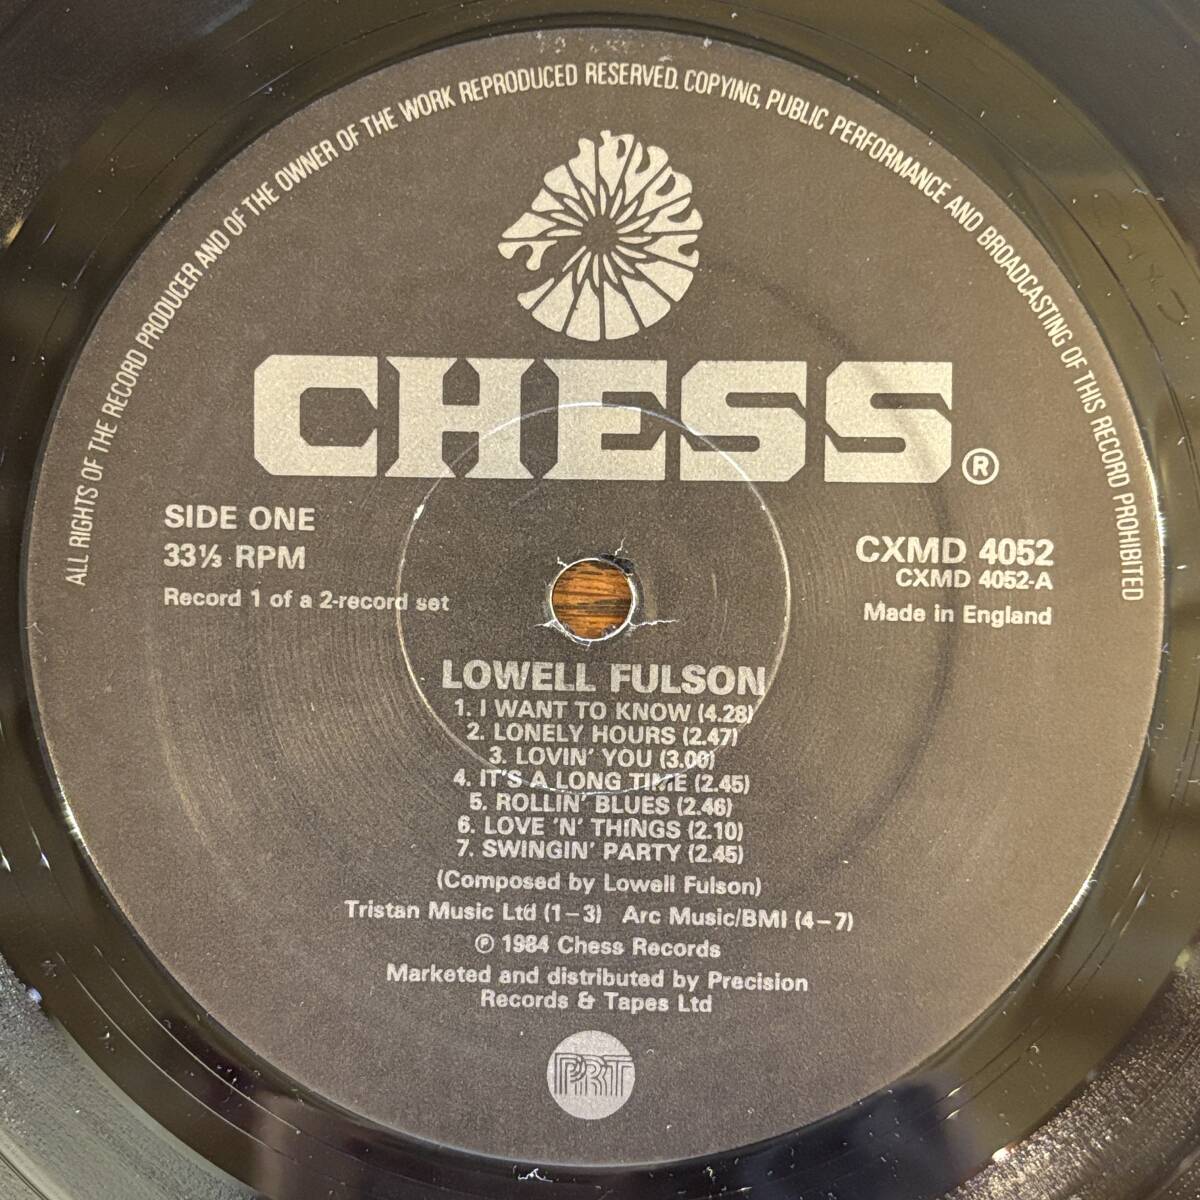 ALL RIGHTS OF THE RECORD PRODUCER AND OF THE OWNER OF THE WORK REPRODUCED RESERVED. COPYING, PUBLIC PERFORMANCE AND BROADCASTING OF THIS RECORD PROHIBITED
CHESS®
SIDE ONE
33⅓ RPM
Record 1 of a 2-record set
CXMD 4052
CXMD 4052-A
Made in England
LOWELL FULSON
1. I WANT TO KNOW (4.28)
2. LONELY HOURS (2.47)
3. LOVIN' YOU (3.00)
4. IT'S A LONG TIME (2.45)
5. ROLLIN' BLUES (2.46)
6. LOVE 'N' THINGS (2.10)
7. SWINGIN' PARTY (2.45)
(Composed by Lowell Fulson)
Tristan Music Ltd (1–3) Arc Music/BMI (4–7)
℗ 1984 Chess Records
Marketed and distributed by Precision
Records & Tapes Ltd
PRT